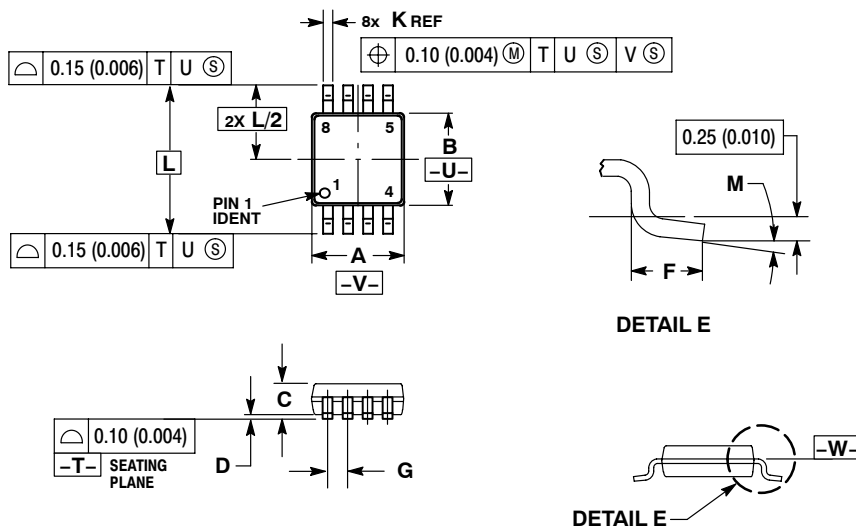 8x K REF
⌖ 0.10 (0.004) Ⓜ T U Ⓢ V Ⓢ
⌓ 0.15 (0.006) T U Ⓢ
2X L/2
8 5
B
-U-
L
PIN 1
IDENT
1 4
⌓ 0.15 (0.006) T U Ⓢ
A
-V-
0.25 (0.010)
M
F
DETAIL E
C
⌓ 0.10 (0.004)
-T- SEATING
PLANE
D
G
-W-
DETAIL E